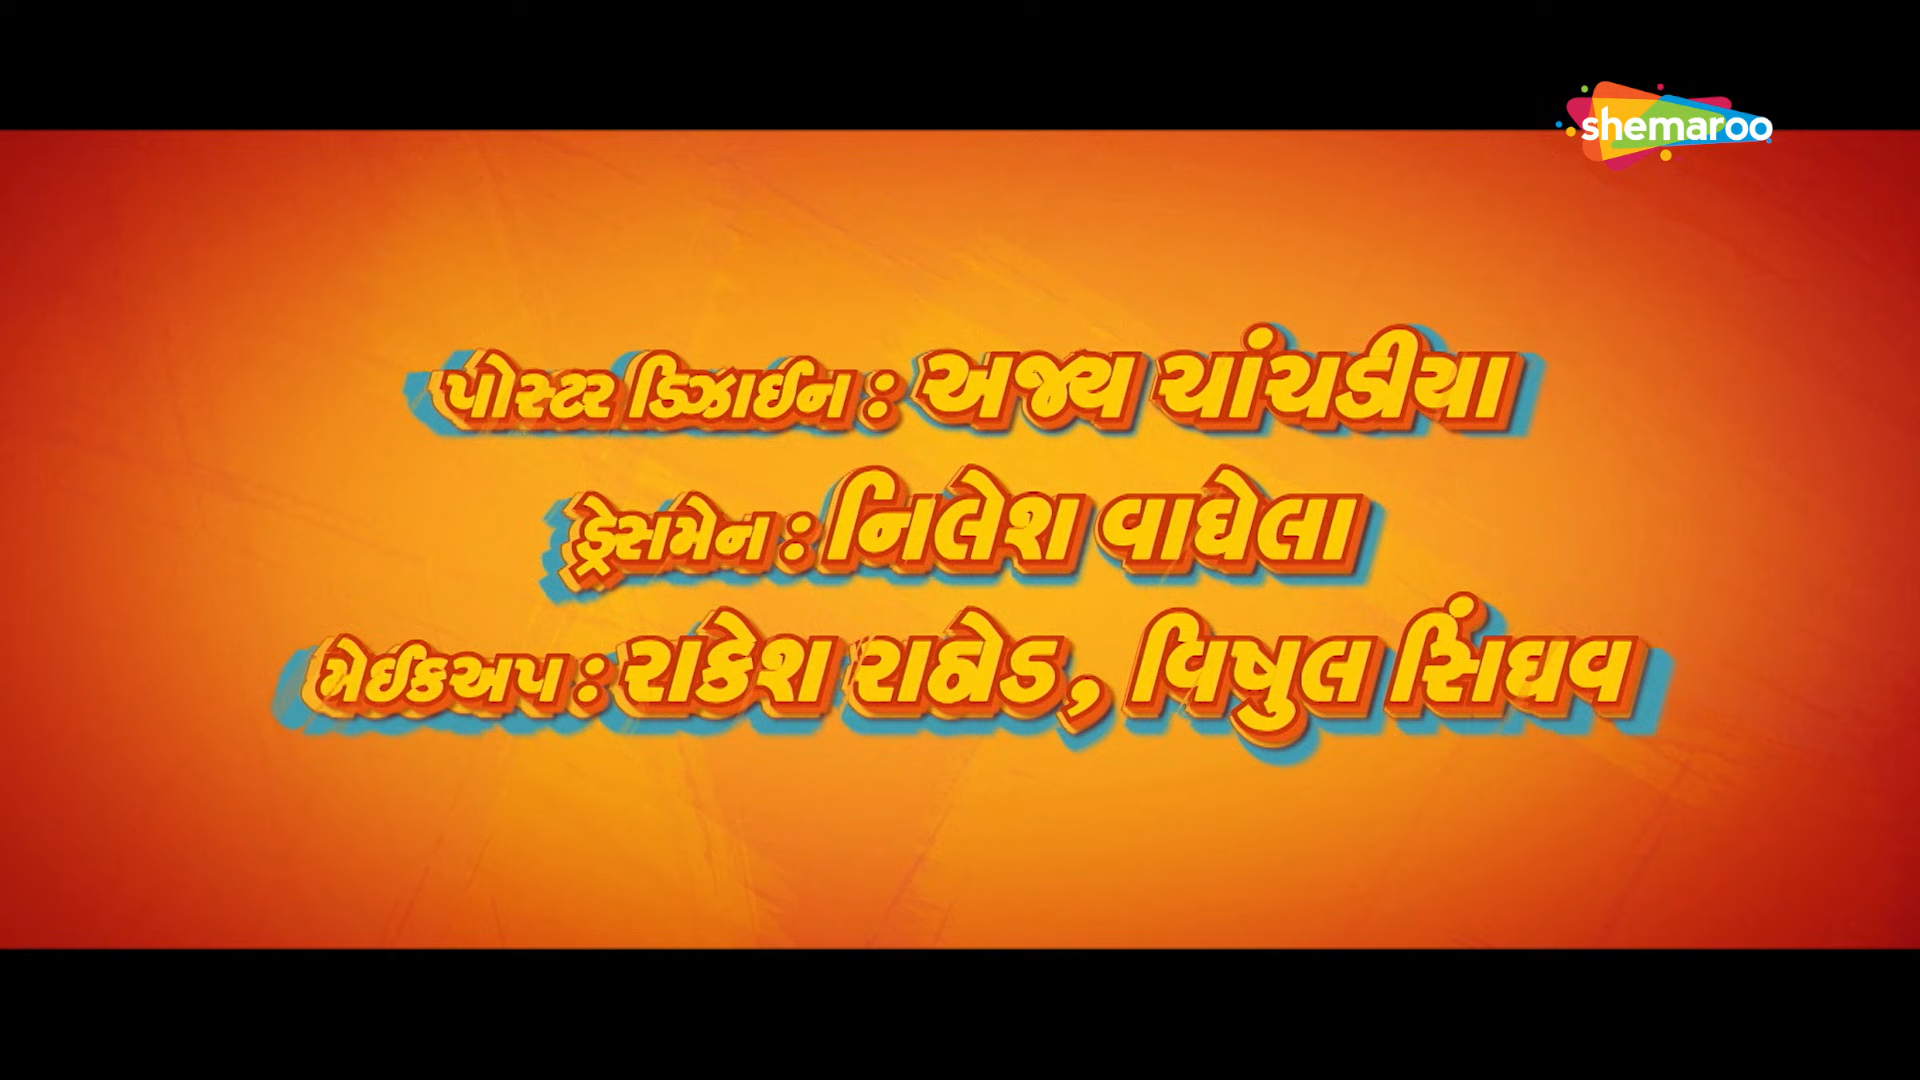 shemaroo
પોસ્ટર ડિઝાઈન : અજય ચાંચડીયા
ડ્રેસમેન : નિલેશ વાઘેલા
મેઈકઅપ : રાકેશ રાઠોડ, વિષુલ સિંઘવ